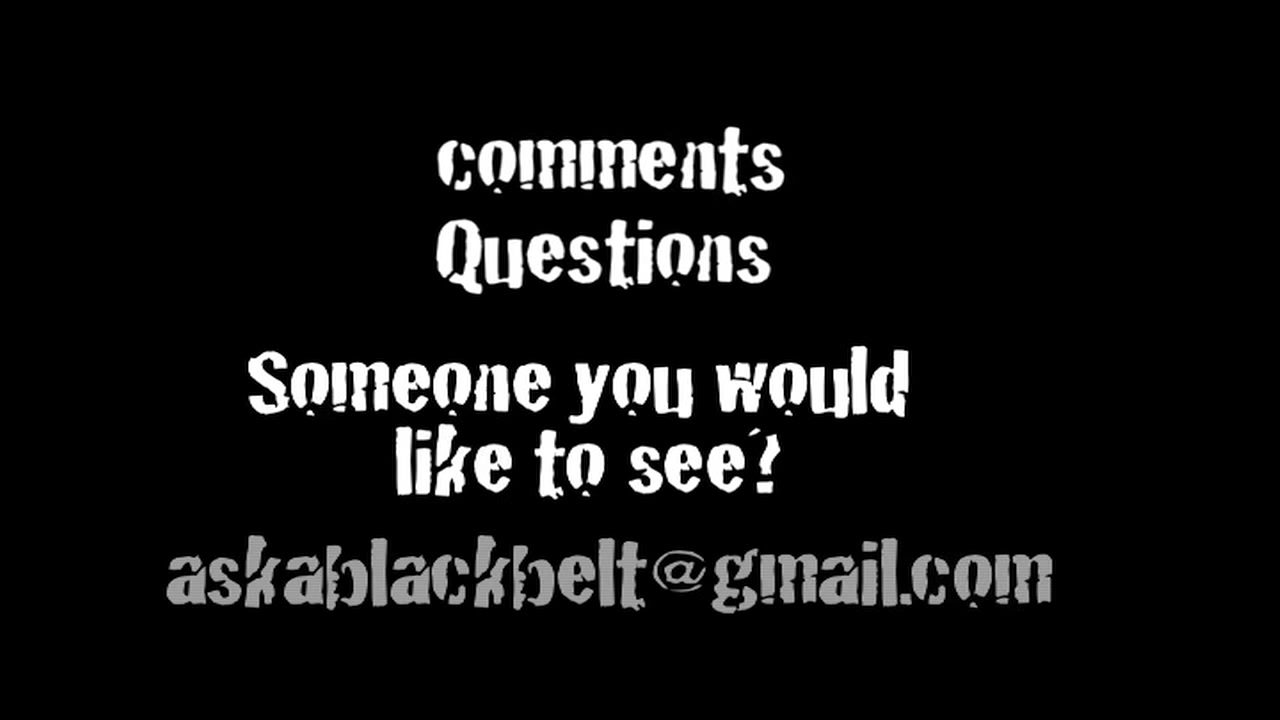 comments
Questions
Someone you would
like to see?
askablackbelt@gmail.com